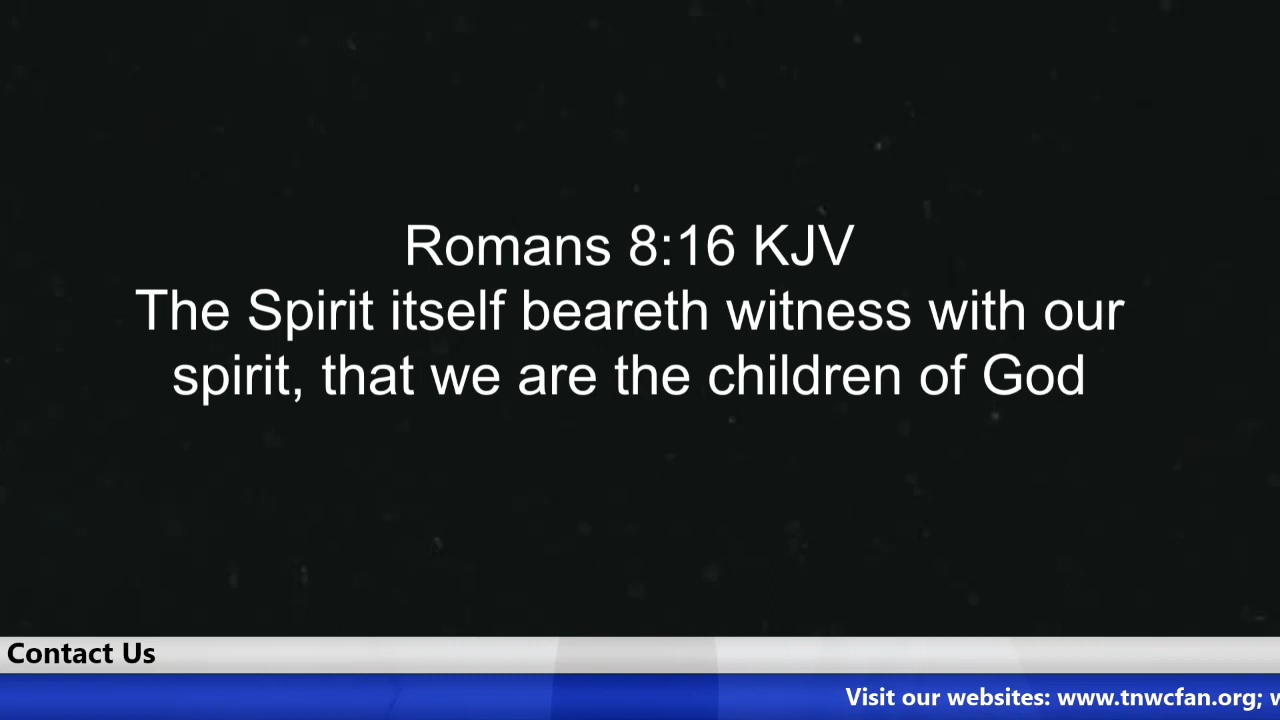 Romans 8:16 KJV
The Spirit itself beareth witness with our
spirit, that we are the children of God
Contact Us
Visit our websites: www.tnwcfan.org;